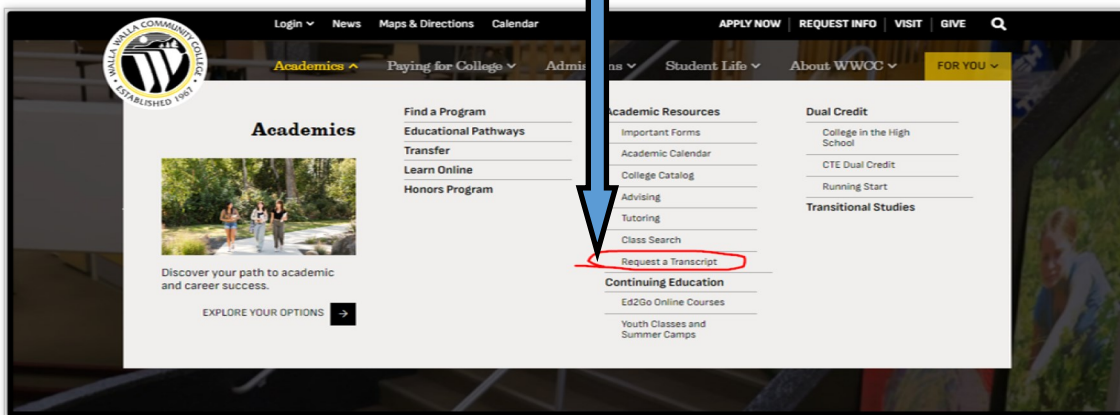 Login News Maps & Directions Calendar APPLY NOW REQUEST INFO VISIT GIVE
WALLA WALLA COMMUNITY COLLEGE
ESTABLISHED 1967
Academics Paying for College Student Life About WWCC FOR YOU
Academics
Discover your path to academic
and career success.
EXPLORE YOUR OPTIONS
Find a Program
Educational Pathways
Transfer
Learn Online
Honors Program
Academic Resources
Important Forms
Academic Calendar
College Catalog
Advising
Tutoring
Class Search
Request a Transcript
Continuing Education
Ed2Go Online Courses
Youth Classes and
Summer Camps
Dual Credit
College in the High
School
CTE Dual Credit
Running Start
Transitional Studies